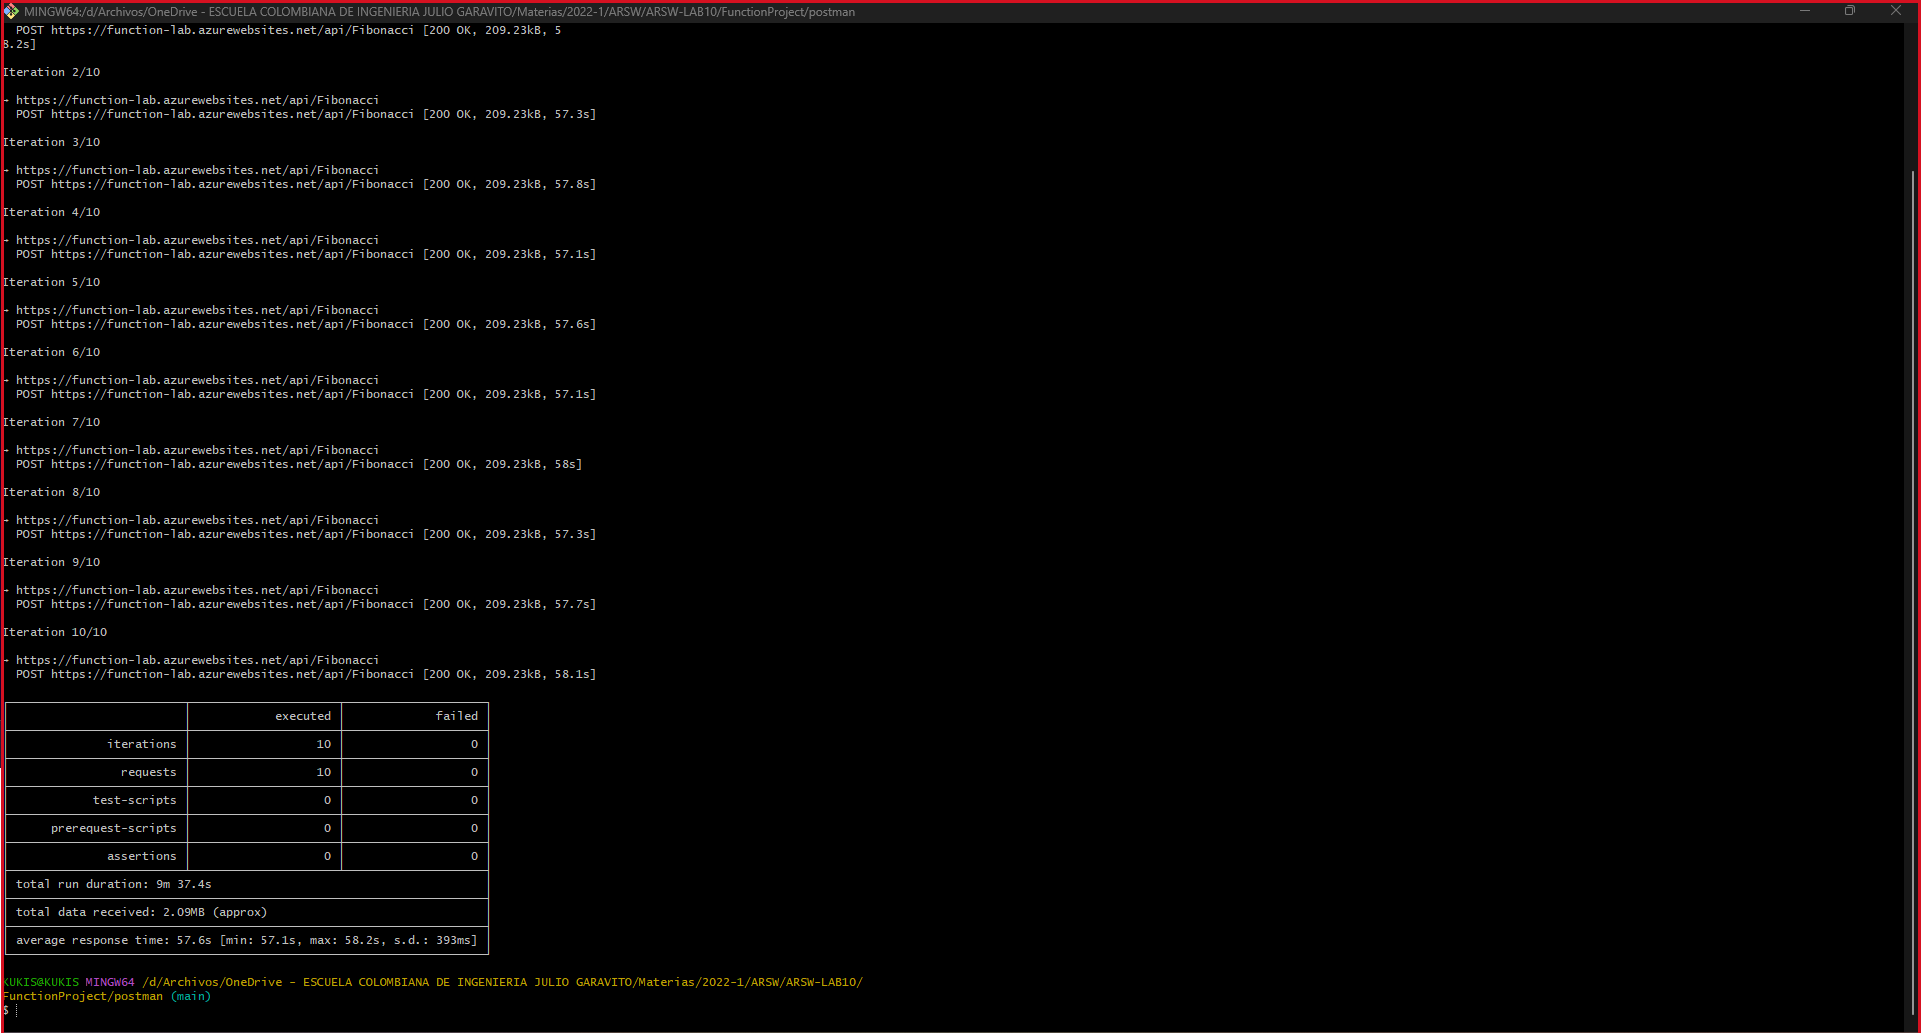 MINGW64:/d/Archivos/OneDrive - ESCUELA COLOMBIANA DE INGENIERIA JULIO GARAVITO/Materias/2022-1/ARSW/ARSW-LAB10/FunctionProject/postman
POST https://function-lab.azurewebsites.net/api/Fibonacci [200 OK, 209.23kB, 5
8.2s]
Iteration 2/10
→ https://function-lab.azurewebsites.net/api/Fibonacci
POST https://function-lab.azurewebsites.net/api/Fibonacci [200 OK, 209.23kB, 57.3s]
Iteration 3/10
→ https://function-lab.azurewebsites.net/api/Fibonacci
POST https://function-lab.azurewebsites.net/api/Fibonacci [200 OK, 209.23kB, 57.8s]
Iteration 4/10
→ https://function-lab.azurewebsites.net/api/Fibonacci
POST https://function-lab.azurewebsites.net/api/Fibonacci [200 OK, 209.23kB, 57.1s]
Iteration 5/10
→ https://function-lab.azurewebsites.net/api/Fibonacci
POST https://function-lab.azurewebsites.net/api/Fibonacci [200 OK, 209.23kB, 57.6s]
Iteration 6/10
→ https://function-lab.azurewebsites.net/api/Fibonacci
POST https://function-lab.azurewebsites.net/api/Fibonacci [200 OK, 209.23kB, 57.1s]
Iteration 7/10
→ https://function-lab.azurewebsites.net/api/Fibonacci
POST https://function-lab.azurewebsites.net/api/Fibonacci [200 OK, 209.23kB, 58s]
Iteration 8/10
→ https://function-lab.azurewebsites.net/api/Fibonacci
POST https://function-lab.azurewebsites.net/api/Fibonacci [200 OK, 209.23kB, 57.3s]
Iteration 9/10
→ https://function-lab.azurewebsites.net/api/Fibonacci
POST https://function-lab.azurewebsites.net/api/Fibonacci [200 OK, 209.23kB, 57.7s]
Iteration 10/10
→ https://function-lab.azurewebsites.net/api/Fibonacci
POST https://function-lab.azurewebsites.net/api/Fibonacci [200 OK, 209.23kB, 58.1s]
executed failed
iterations 10 0
requests 10 0
test-scripts 0 0
prerequest-scripts 0 0
assertions 0 0
total run duration: 9m 37.4s
total data received: 2.09MB (approx)
average response time: 57.6s [min: 57.1s, max: 58.2s, s.d.: 393ms]
KUKIS@KUKIS MINGW64 /d/Archivos/OneDrive - ESCUELA COLOMBIANA DE INGENIERIA JULIO GARAVITO/Materias/2022-1/ARSW/ARSW-LAB10/
FunctionProject/postman (main)
$